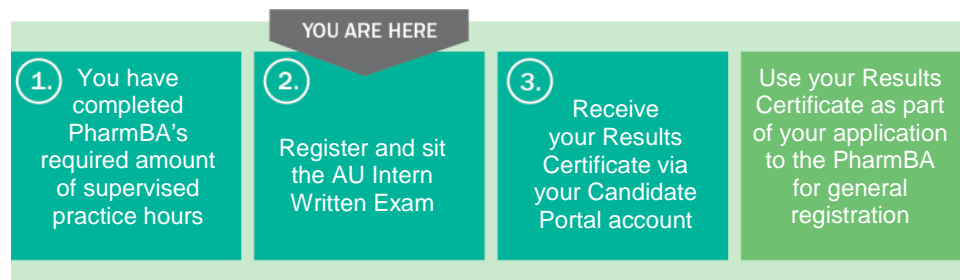 YOU ARE HERE
1.
You have
completed
PharmBA's
required amount
of supervised
practice hours
2.
Register and sit
the AU Intern
Written Exam
3.
Receive
your Results
Certificate via
your Candidate
Portal account
Use your Results
Certificate as part
of your application
to the PharmBA
for general
registration